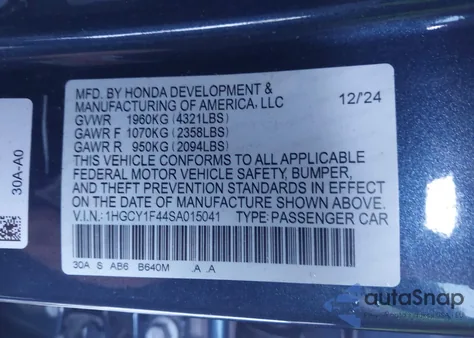 MFD. BY HONDA DEVELOPMENT &
MANUFACTURING OF AMERICA, LLC 12/24
GVWR 1960KG (4321LBS)
GAWR F 1070KG (2358LBS)
GAWR R 950KG (2094LBS)
THIS VEHICLE CONFORMS TO ALL APPLICABLE
FEDERAL MOTOR VEHICLE SAFETY, BUMPER,
AND THEFT PREVENTION STANDARDS IN EFFECT
ON THE DATE OF MANUFACTURE SHOWN ABOVE.
V.I.N.: 1HGCY1F44SA015041 TYPE: PASSENGER CAR
30A S AB6 B640M .A .A
30A-A0
autoSnap